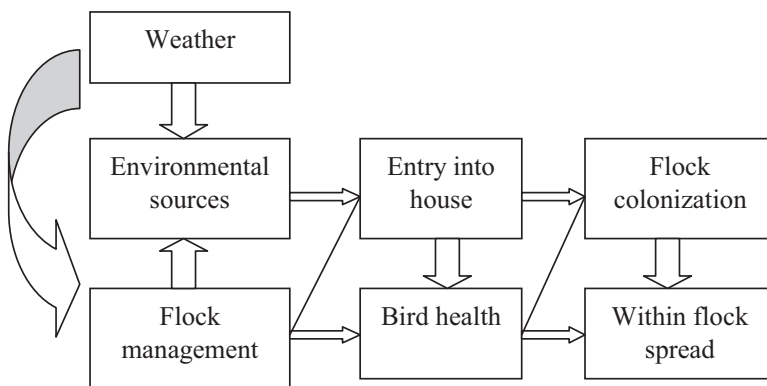 Weather
Environmental
sources
Entry into
house
Flock
colonization
Flock
management
Bird health
Within flock
spread